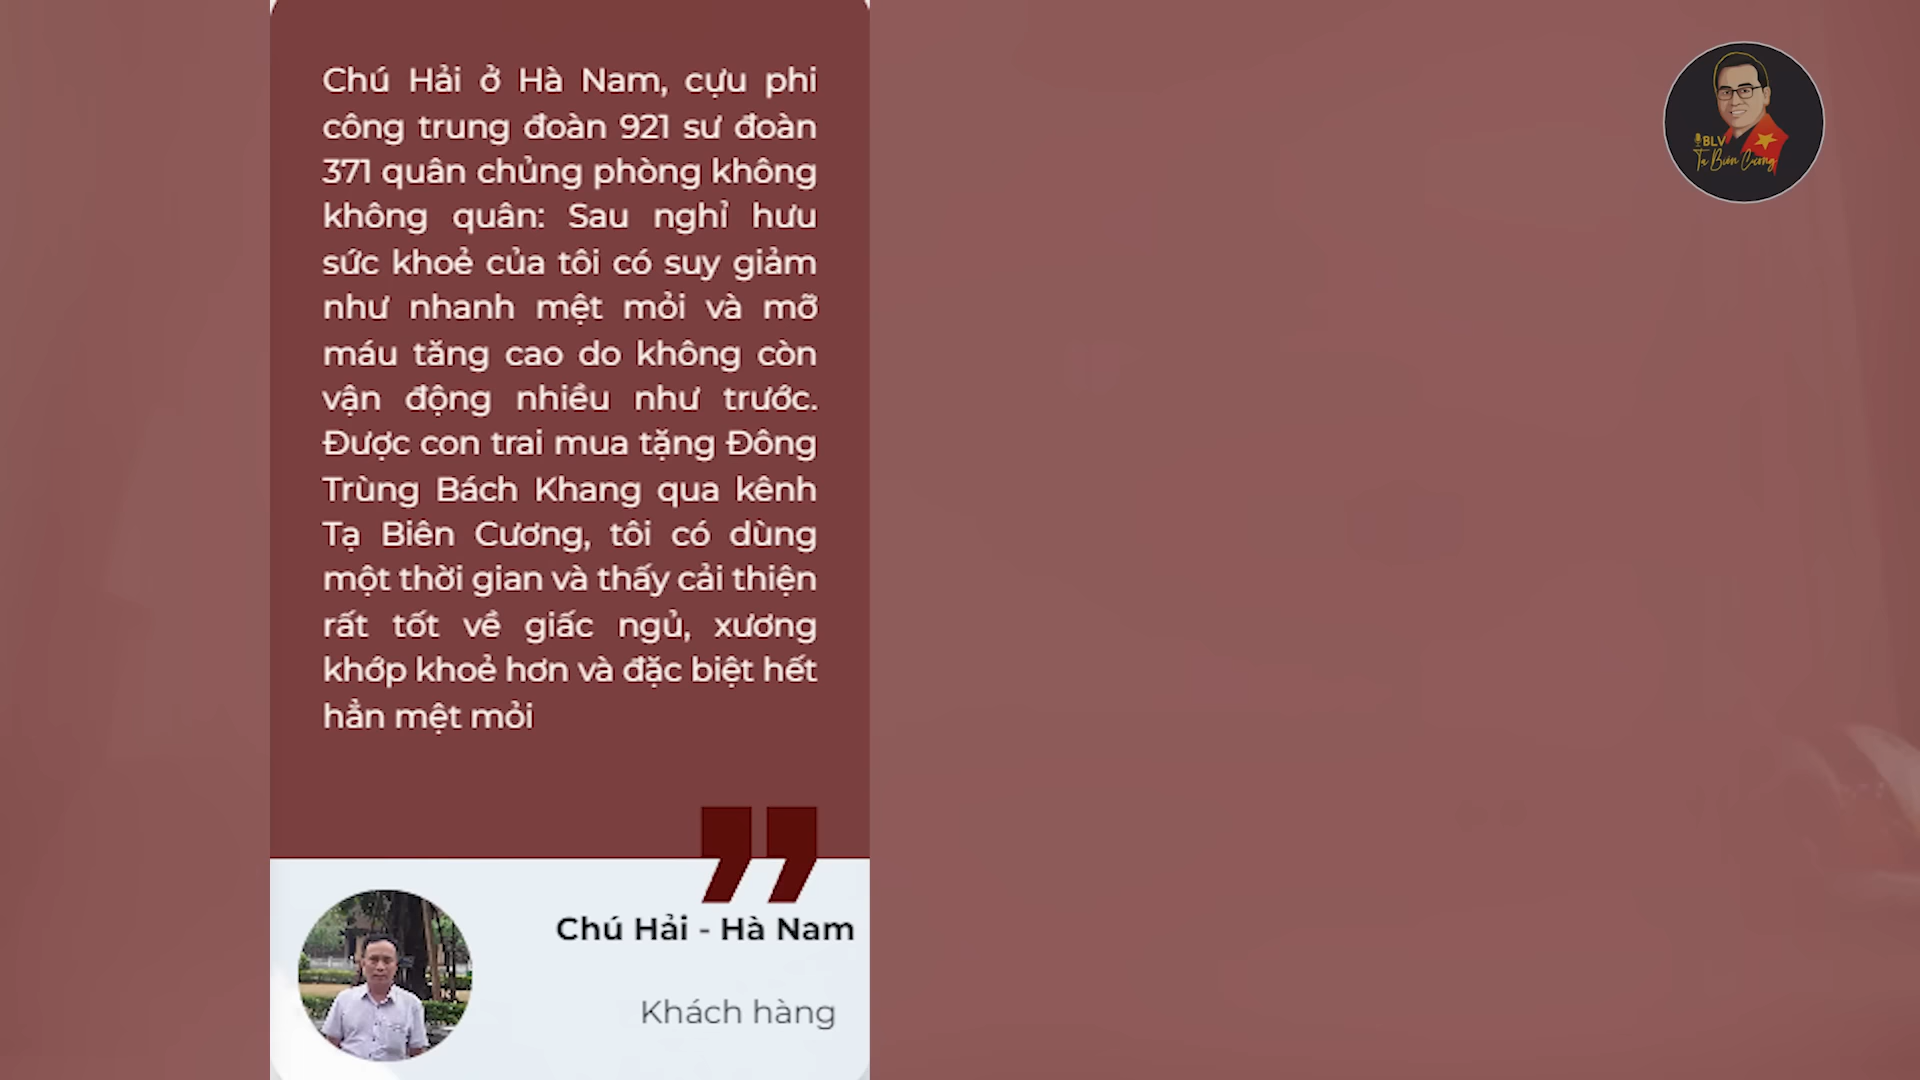 Chú Hải ở Hà Nam, cựu phi
công trung đoàn 921 sư đoàn
371 quân chủng phòng không
không quân: Sau nghỉ hưu
sức khoẻ của tôi có suy giảm
như nhanh mệt mỏi và mỡ
máu tăng cao do không còn
vận động nhiều như trước.
Được con trai mua tặng Đông
Trùng Bách Khang qua kênh
Tạ Biên Cương, tôi có dùng
một thời gian và thấy cải thiện
rất tốt về giấc ngủ, xương
khớp khoẻ hơn và đặc biệt hết
hẳn mệt mỏi
Chú Hải - Hà Nam
Khách hàng
BLV
Tạ Biên Cương